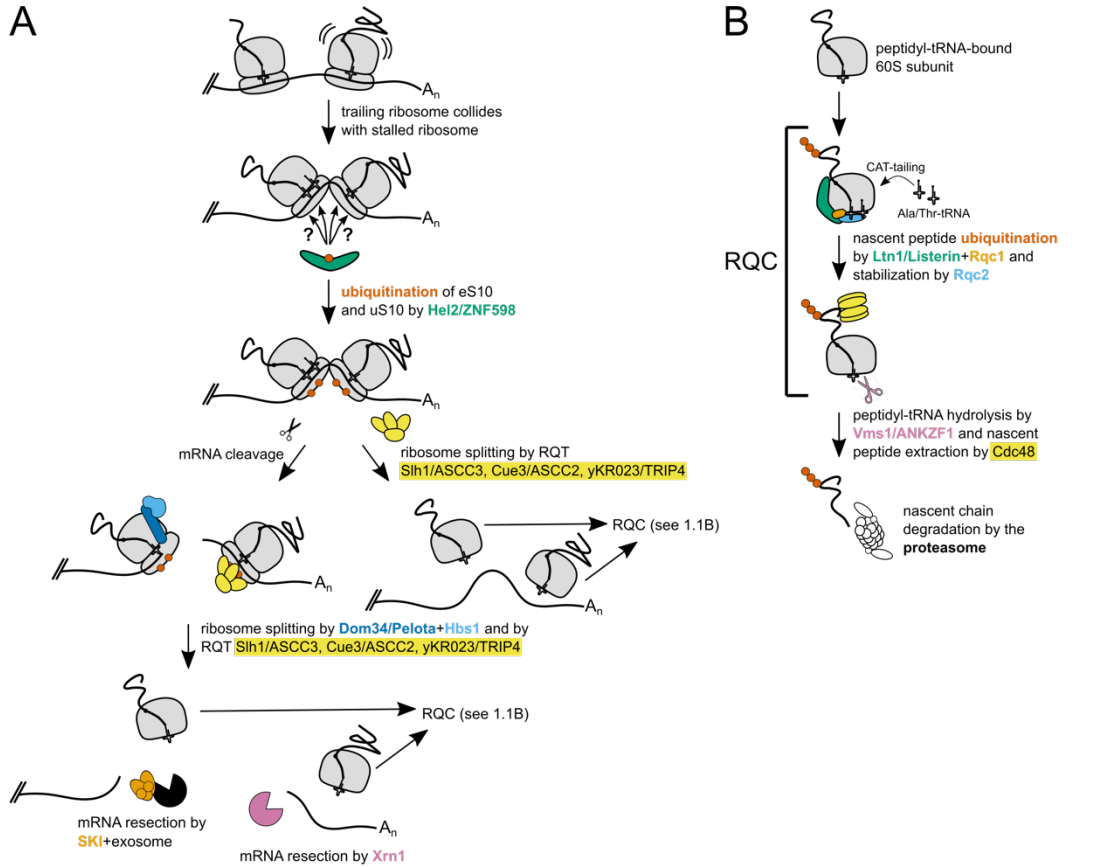 A
Aₙ
trailing ribosome collides
with stalled ribosome
Aₙ
?
?
ubiquitination of eS10
and uS10 by Hel2/ZNF598
Aₙ
mRNA cleavage
ribosome splitting by RQT
Slh1/ASCC3, Cue3/ASCC2, yKR023/TRIP4
RQC (see 1.1B)
Aₙ
Aₙ
ribosome splitting by Dom34/Pelota+Hbs1 and by
RQT Slh1/ASCC3, Cue3/ASCC2, yKR023/TRIP4
RQC (see 1.1B)
mRNA resection by
SKI+exosome
Aₙ
mRNA resection by Xrn1
B
peptidyl-tRNA-bound
60S subunit
RQC
CAT-tailing
Ala/Thr-tRNA
nascent peptide ubiquitination
by Ltn1/Listerin+Rqc1 and
stabilization by Rqc2
peptidyl-tRNA hydrolysis by
Vms1/ANKZF1 and nascent
peptide extraction by Cdc48
nascent chain
degradation by the
proteasome